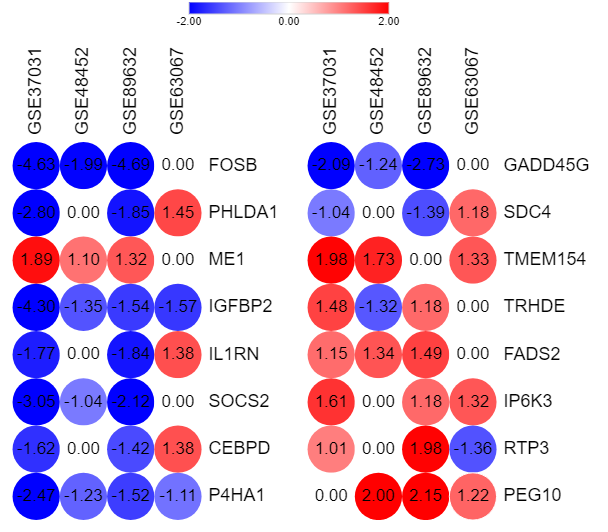 -2.00 0.00 2.00
GSE37031 GSE48452 GSE89632 GSE63067
GSE37031 GSE48452 GSE89632 GSE63067
-4.63 -1.99 -4.69 0.00 FOSB
-2.80 0.00 -1.85 1.45 PHLDA1
1.89 1.10 1.32 0.00 ME1
-4.30 -1.35 -1.54 -1.57 IGFBP2
-1.77 0.00 -1.84 1.38 IL1RN
-3.05 -1.04 -2.12 0.00 SOCS2
-1.62 0.00 -1.42 1.38 CEBPD
-2.47 -1.23 -1.52 -1.11 P4HA1
-2.09 -1.24 -2.73 0.00 GADD45G
-1.04 0.00 -1.39 1.18 SDC4
1.98 1.73 0.00 1.33 TMEM154
1.48 -1.32 1.18 0.00 TRHDE
1.15 1.34 1.49 0.00 FADS2
1.61 0.00 1.18 1.32 IP6K3
1.01 0.00 1.98 -1.36 RTP3
0.00 2.00 2.15 1.22 PEG10